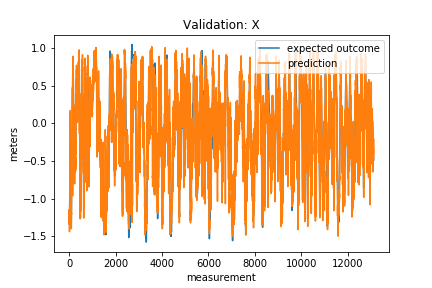 Validation: X
expected outcome
prediction
1.0
0.5
0.0
−0.5
−1.0
−1.5
meters
0 2000 4000 6000 8000 10000 12000
measurement